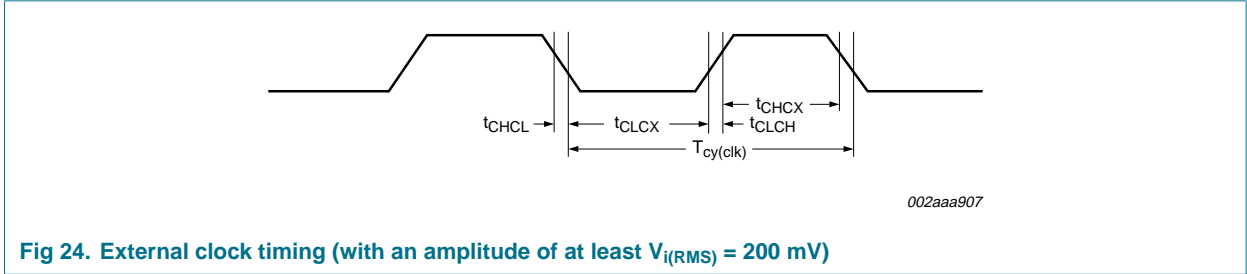 tCHCX
tCHCL
tCLCX
tCLCH
Tcy(clk)
002aaa907
Fig 24. External clock timing (with an amplitude of at least Vi(RMS) = 200 mV)